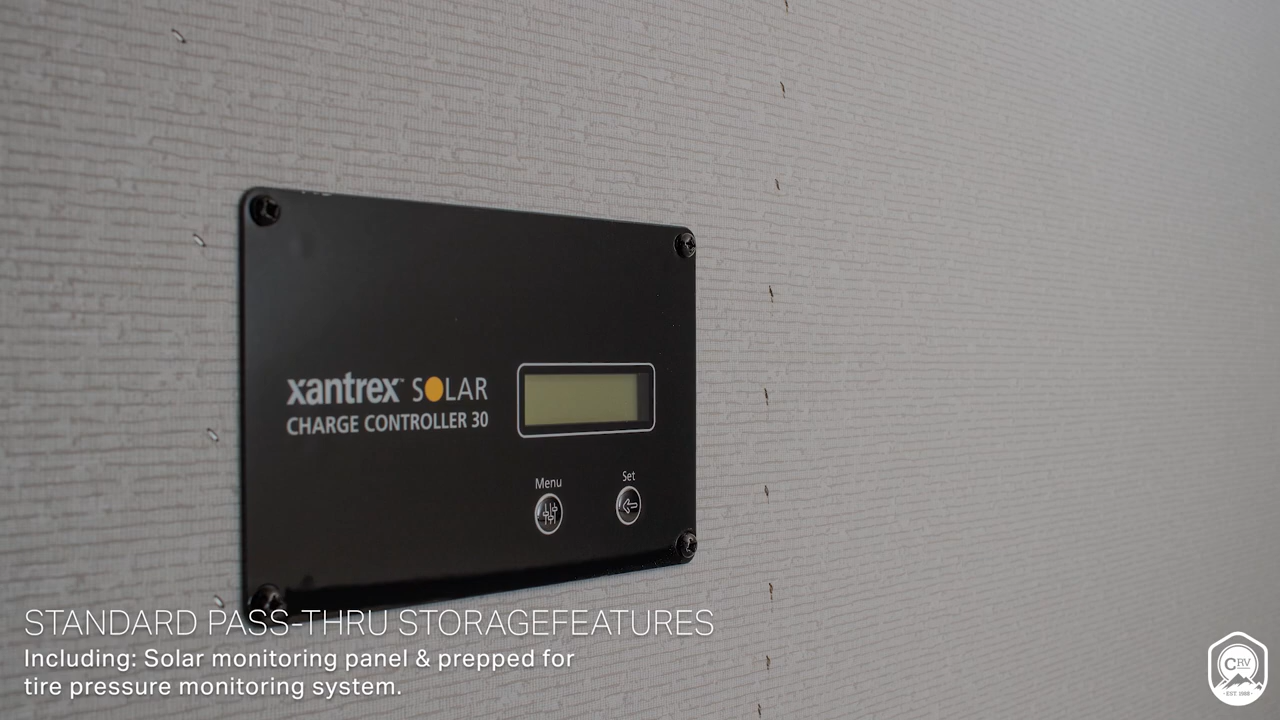 xantrex™ SOLAR
CHARGE CONTROLLER 30
Menu
Set
STANDARD PASS-THRU STORAGEFEATURES
Including: Solar monitoring panel & prepped for
tire pressure monitoring system.
CRV